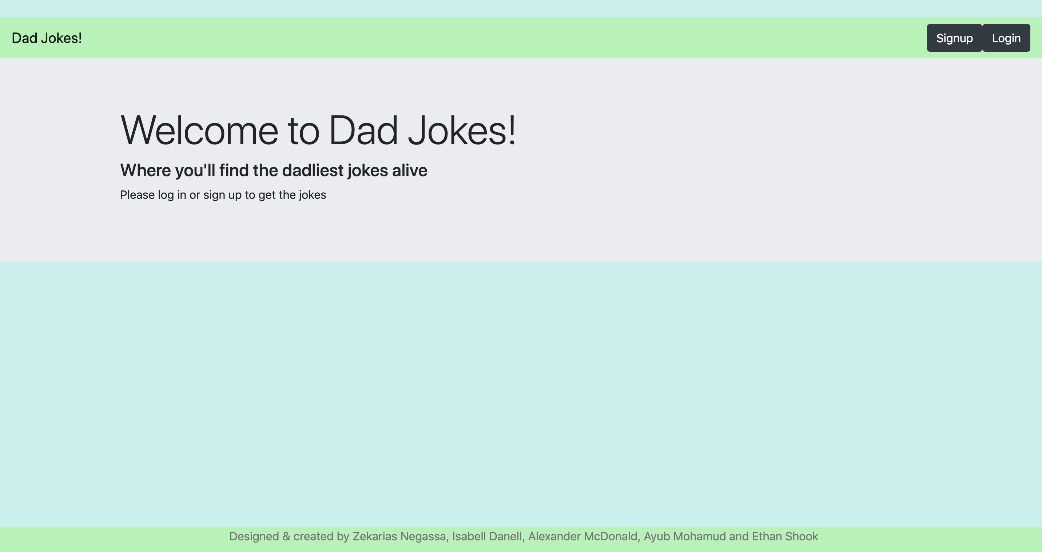 Dad Jokes!
Signup
Login
Welcome to Dad Jokes!
Where you'll find the dadliest jokes alive
Please log in or sign up to get the jokes
Designed & created by Zekarias Negassa, Isabell Danell, Alexander McDonald, Ayub Mohamud and Ethan Shook